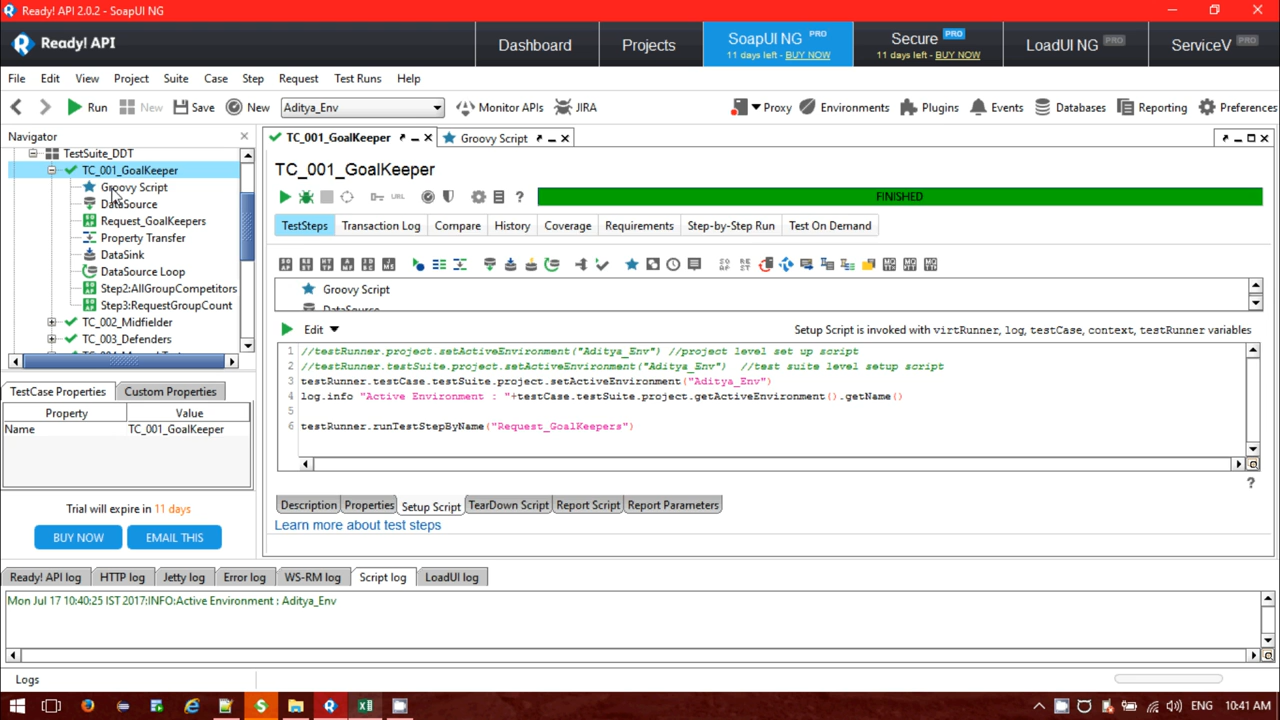 Ready! API 2.0.2 - SoapUI NG
Ready! API
Dashboard
Projects
SoapUI NG PRO
11 days left - BUY NOW
Secure PRO
11 days left - BUY NOW
LoadUI NG PRO
ServiceV PRO
File Edit View Project Suite Case Step Request Test Runs Help
Run New Save New Aditya_Env Monitor APIs JIRA Proxy Environments Plugins Events Databases Reporting Preferences
Navigator
TestSuite_DDT
TC_001_GoalKeeper
Groovy Script
DataSource
Request_GoalKeepers
Property Transfer
DataSink
DataSource Loop
Step2:AllGroupCompetitors
Step3:RequestGroupCount
TC_002_Midfielder
TC_003_Defenders
TestCase Properties Custom Properties
Property Value
Name TC_001_GoalKeeper
Trial will expire in 11 days
BUY NOW EMAIL THIS
TC_001_GoalKeeper Groovy Script
TC_001_GoalKeeper
URL ?
FINISHED
TestSteps Transaction Log Compare History Coverage Requirements Step-by-Step Run Test On Demand
Groovy Script
DataSource
Edit Setup Script is invoked with virtRunner, log, testCase, context, testRunner variables
1 //testRunner.project.setActiveEnvironment("Aditya_Env") //project level set up script
2 //testRunner.testSuite.project.setActiveEnvironment("Aditya_Env") //test suite level setup script
3 testRunner.testCase.testSuite.project.setActiveEnvironment("Aditya_Env")
4 log.info "Active Environment : "+testCase.testSuite.project.getActiveEnvironment().getName()
5
6 testRunner.runTestStepByName("Request_GoalKeepers")
?
Description Properties Setup Script TearDown Script Report Script Report Parameters
Learn more about test steps
Ready! API log HTTP log Jetty log Error log WS-RM log Script log LoadUI log
Mon Jul 17 10:40:25 IST 2017:INFO:Active Environment : Aditya_Env
Logs
ENG 10:41 AM